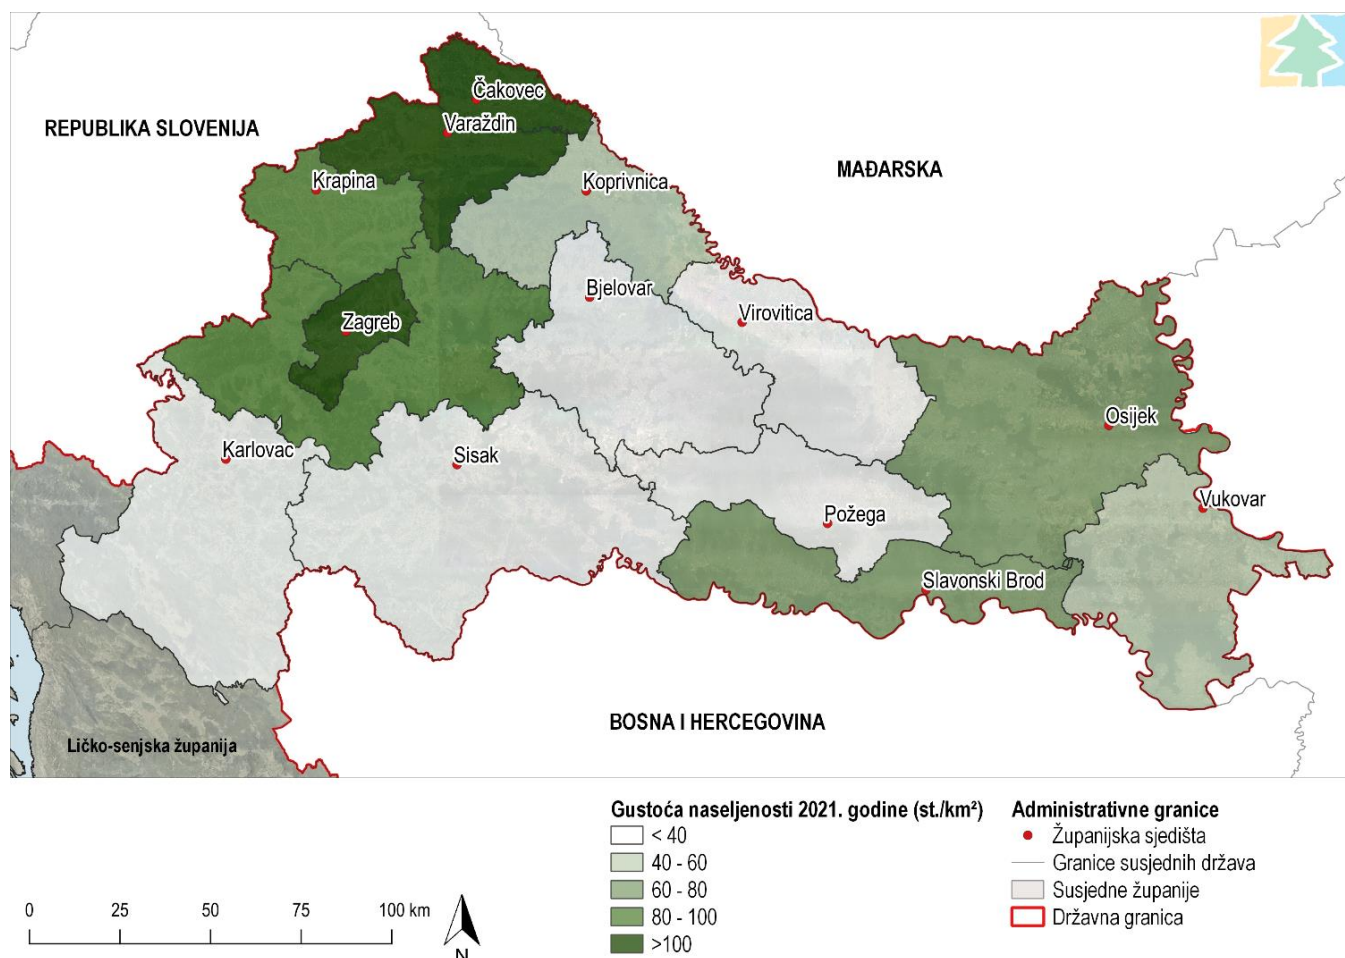 REPUBLIKA SLOVENIJA
MAĐARSKA
Čakovec
Varaždin
Krapina
Koprivnica
Bjelovar
Virovitica
Zagreb
Osijek
Karlovac
Sisak
Požega
Vukovar
Slavonski Brod
BOSNA I HERCEGOVINA
Ličko-senjska županija
Gustoća naseljenosti 2021. godine (st./km²)
< 40
40 - 60
60 - 80
80 - 100
>100
Administrativne granice
Županijska sjedišta
Granice susjednih država
Susjedne županije
Državna granica
0 25 50 75 100 km
N